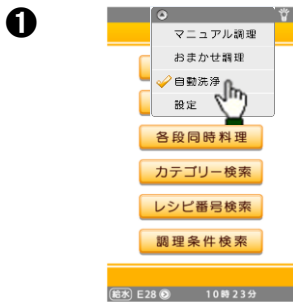 ❶
マニュアル調理
おまかせ調理
自動洗浄
設定
各段同時料理
カテゴリー検索
レシピ番号検索
調理条件検索
給水 E28 10時23分